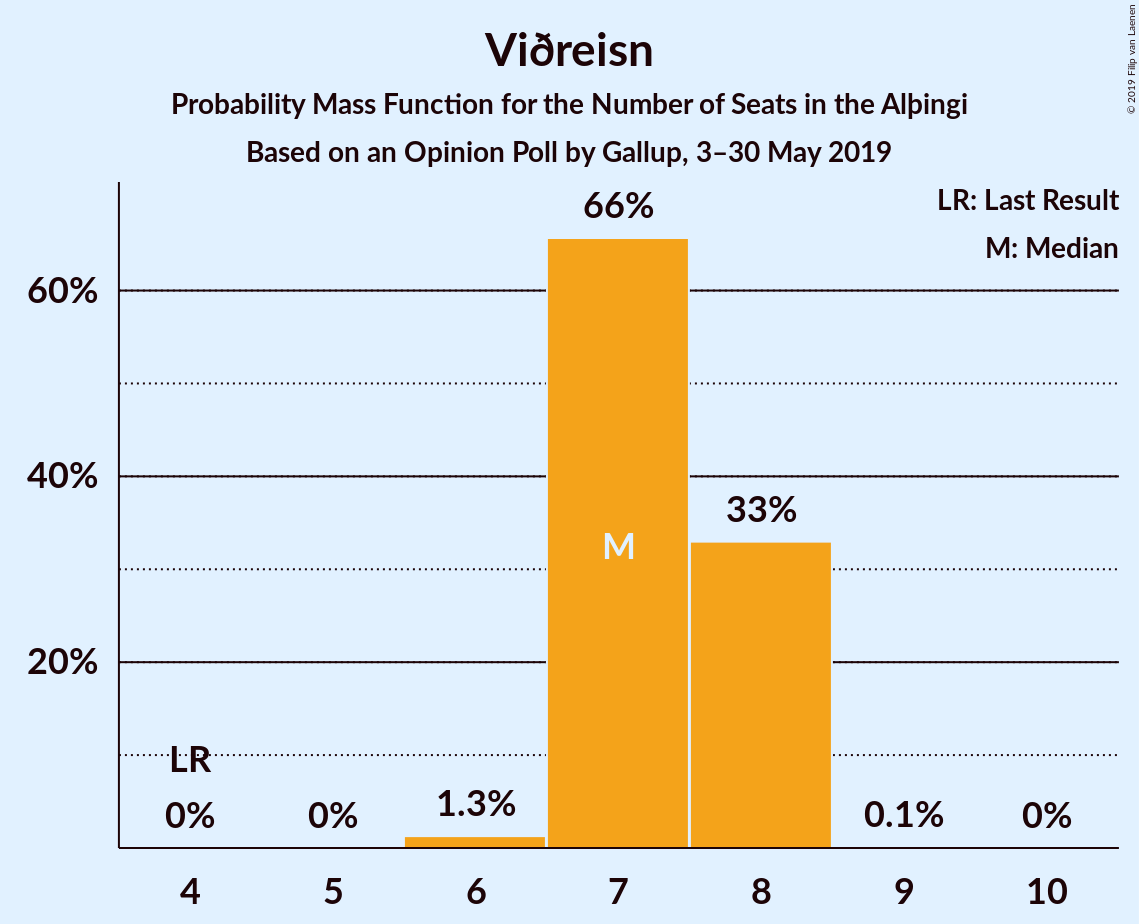 Viðreisn
Probability Mass Function for the Number of Seats in the Alþingi
Based on an Opinion Poll by Gallup, 3–30 May 2019
© 2019 Filip van Laenen
LR: Last Result
M: Median
66%
60%
40%
33%
M
20%
LR
0%
0%
1.3%
0.1%
0%
4
5
6
7
8
9
10